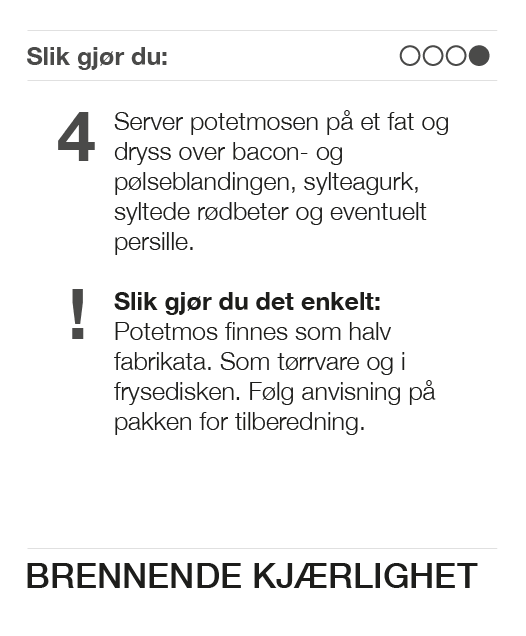 Slik gjør du:
4 Server potetmosen på et fat og
dryss over bacon- og
pølseblandingen, sylteagurk,
syltede rødbeter og eventuelt
persille.
! Slik gjør du det enkelt:
Potetmos finnes som halv
fabrikata. Som tørrvare og i
frysedisken. Følg anvisning på
pakken for tilberedning.
BRENNENDE KJÆRLIGHET